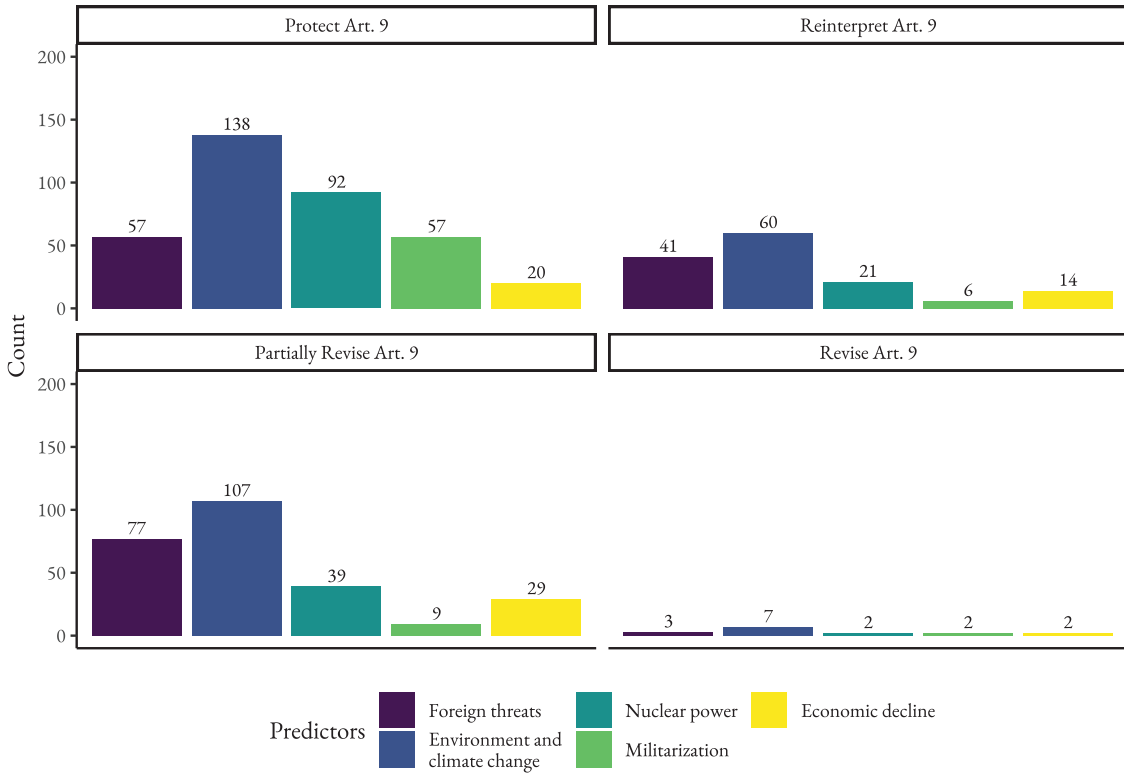 Protect Art. 9
Reinterpret Art. 9
200
150
100
50
0
57
138
92
57
20
41
60
21
6
14
Count
Partially Revise Art. 9
Revise Art. 9
200
150
100
50
0
77
107
39
9
29
3
7
2
2
2
Predictors
Foreign threats
Environment and
climate change
Nuclear power
Militarization
Economic decline